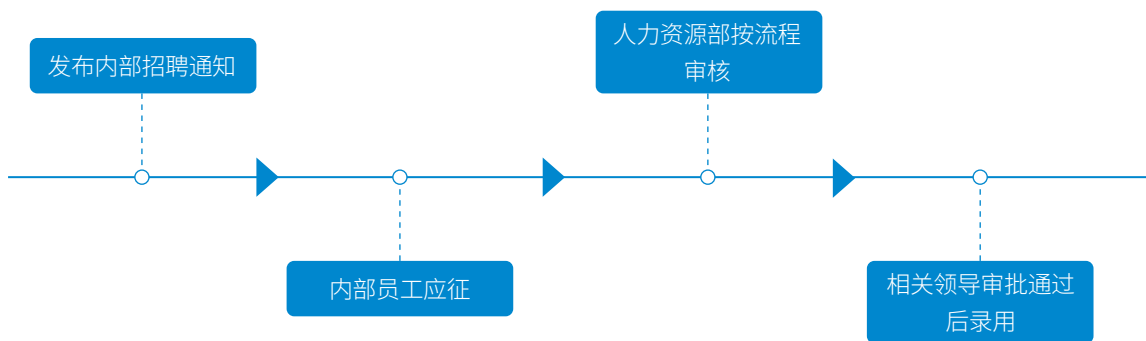 发布内部招聘通知
内部员工应征
人力资源部按流程
审核
相关领导审批通过
后录用